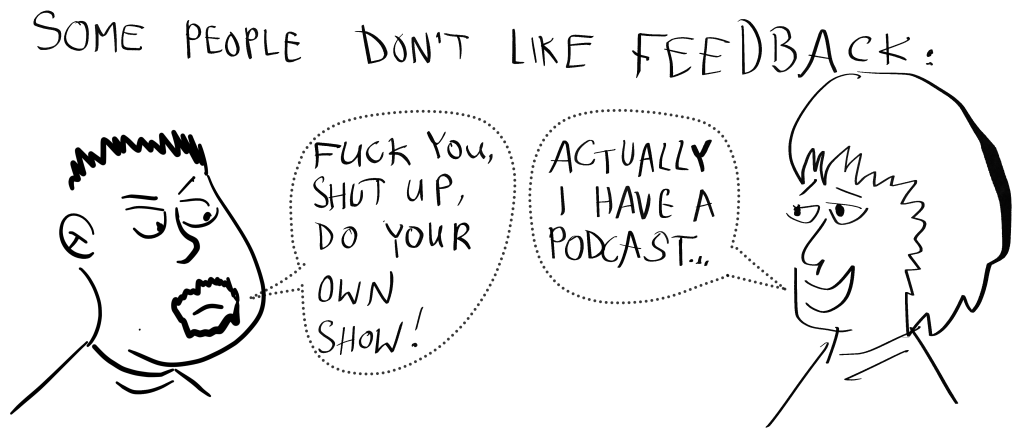 SOME PEOPLE DON'T LIKE FEEDBACK:
FUCK YOU,
SHUT UP,
DO YOUR
OWN
SHOW!
ACTUALLY
I HAVE A
PODCAST...